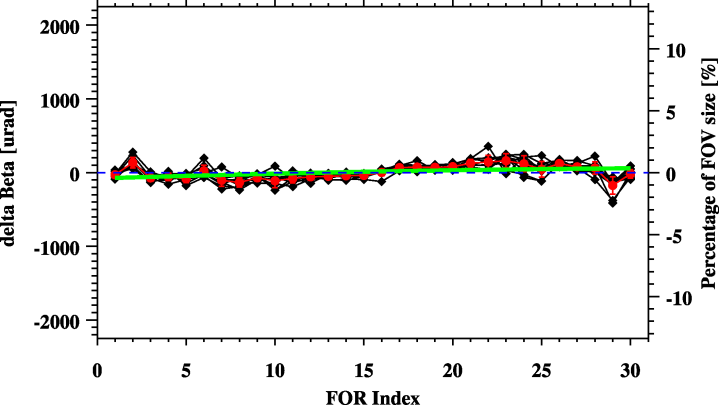 2000
1000
0
-1000
-2000
delta Beta [urad]
10
5
0
-5
-10
Percentage of FOV size [%]
0 5 10 15 20 25 30
FOR Index